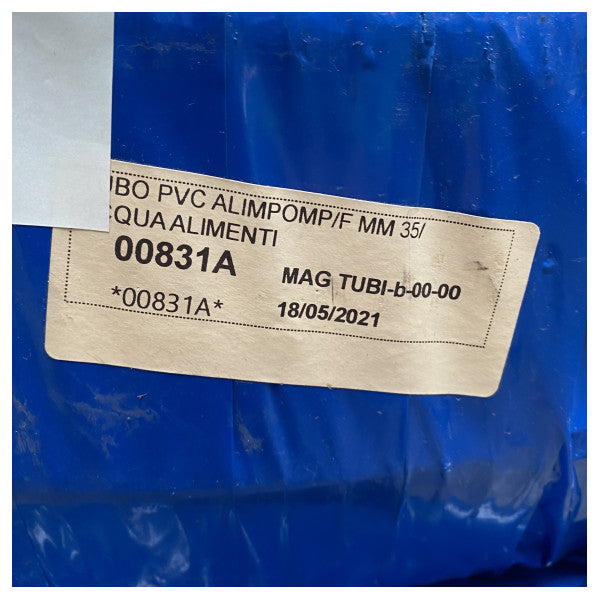 UBO PVC ALIMPOMP/F MM 35/
CQUA ALIMENTI
00831A MAG TUBI-b-00-00
*00831A* 18/05/2021